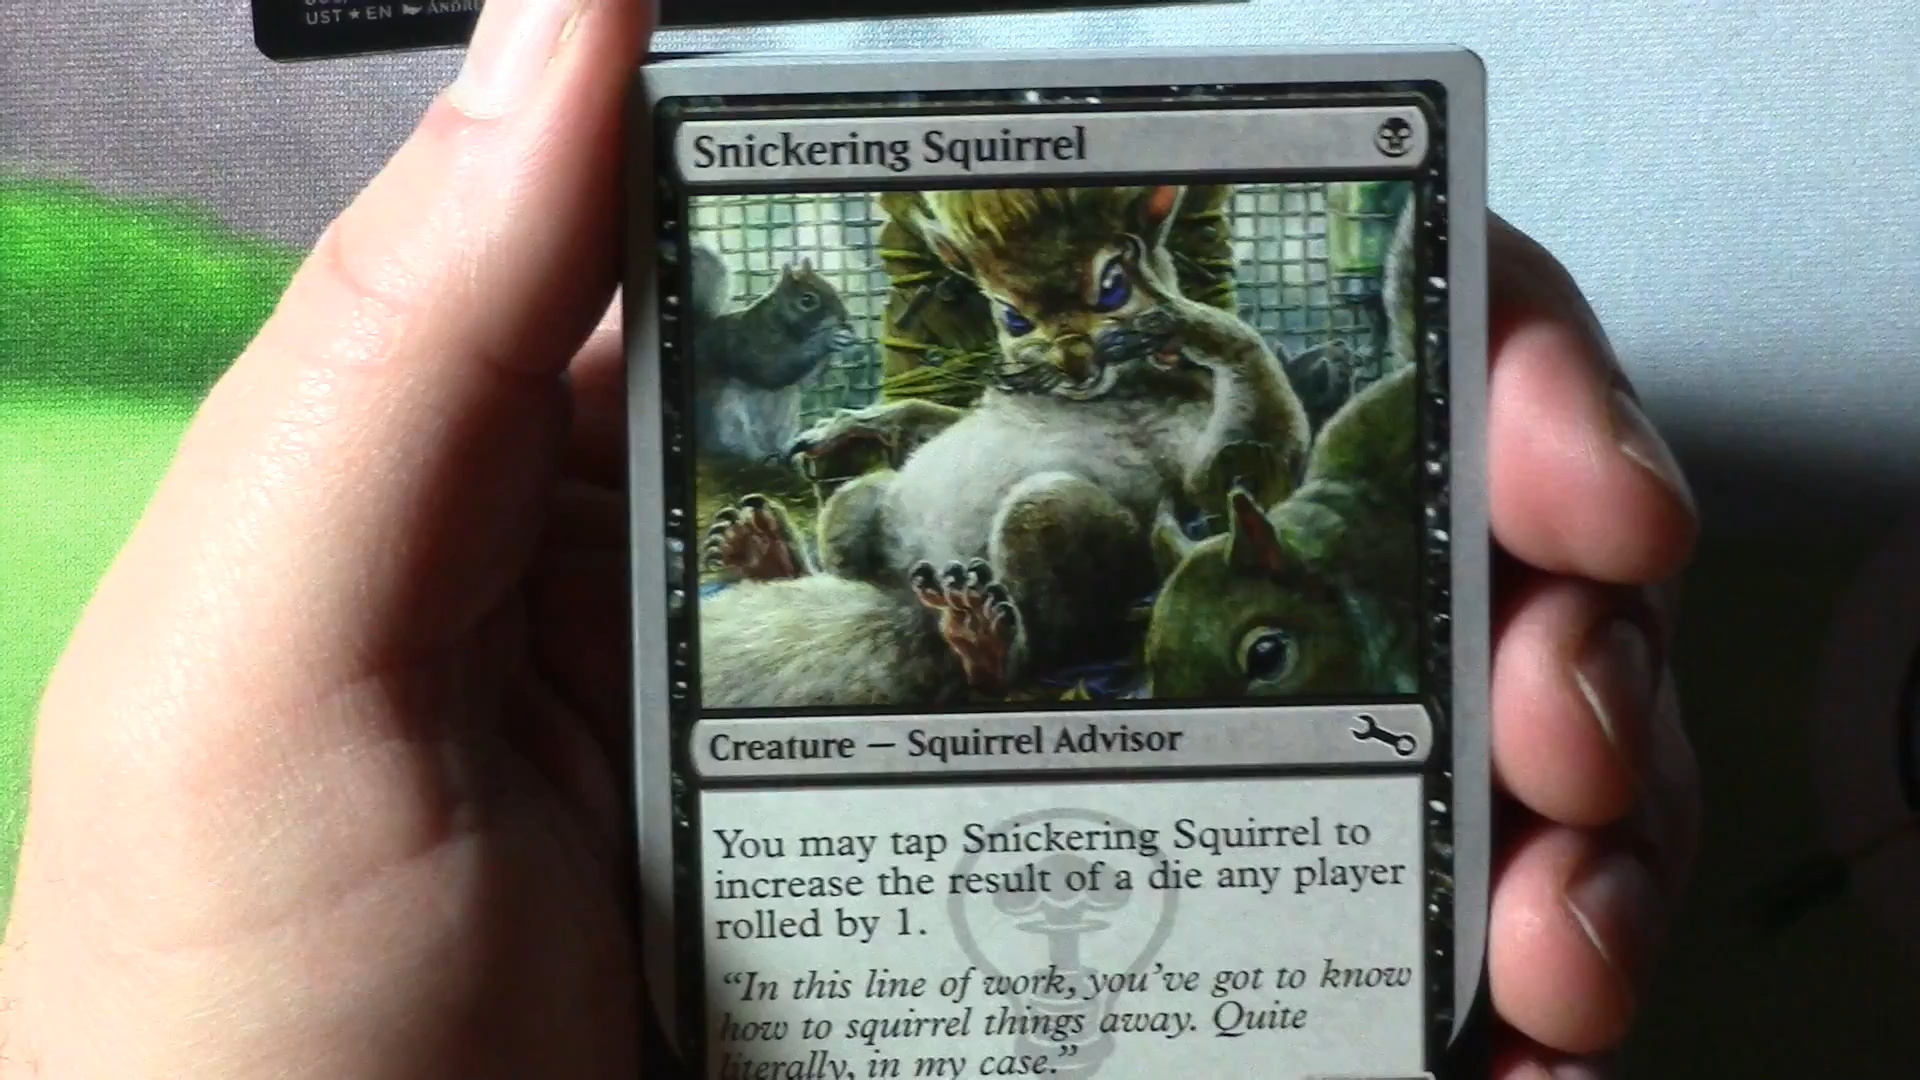 UST ★ EN
Snickering Squirrel
Creature — Squirrel Advisor
You may tap Snickering Squirrel to
increase the result of a die any player
rolled by 1.
“In this line of work, you’ve got to know
how to squirrel things away. Quite
literally, in my case.”